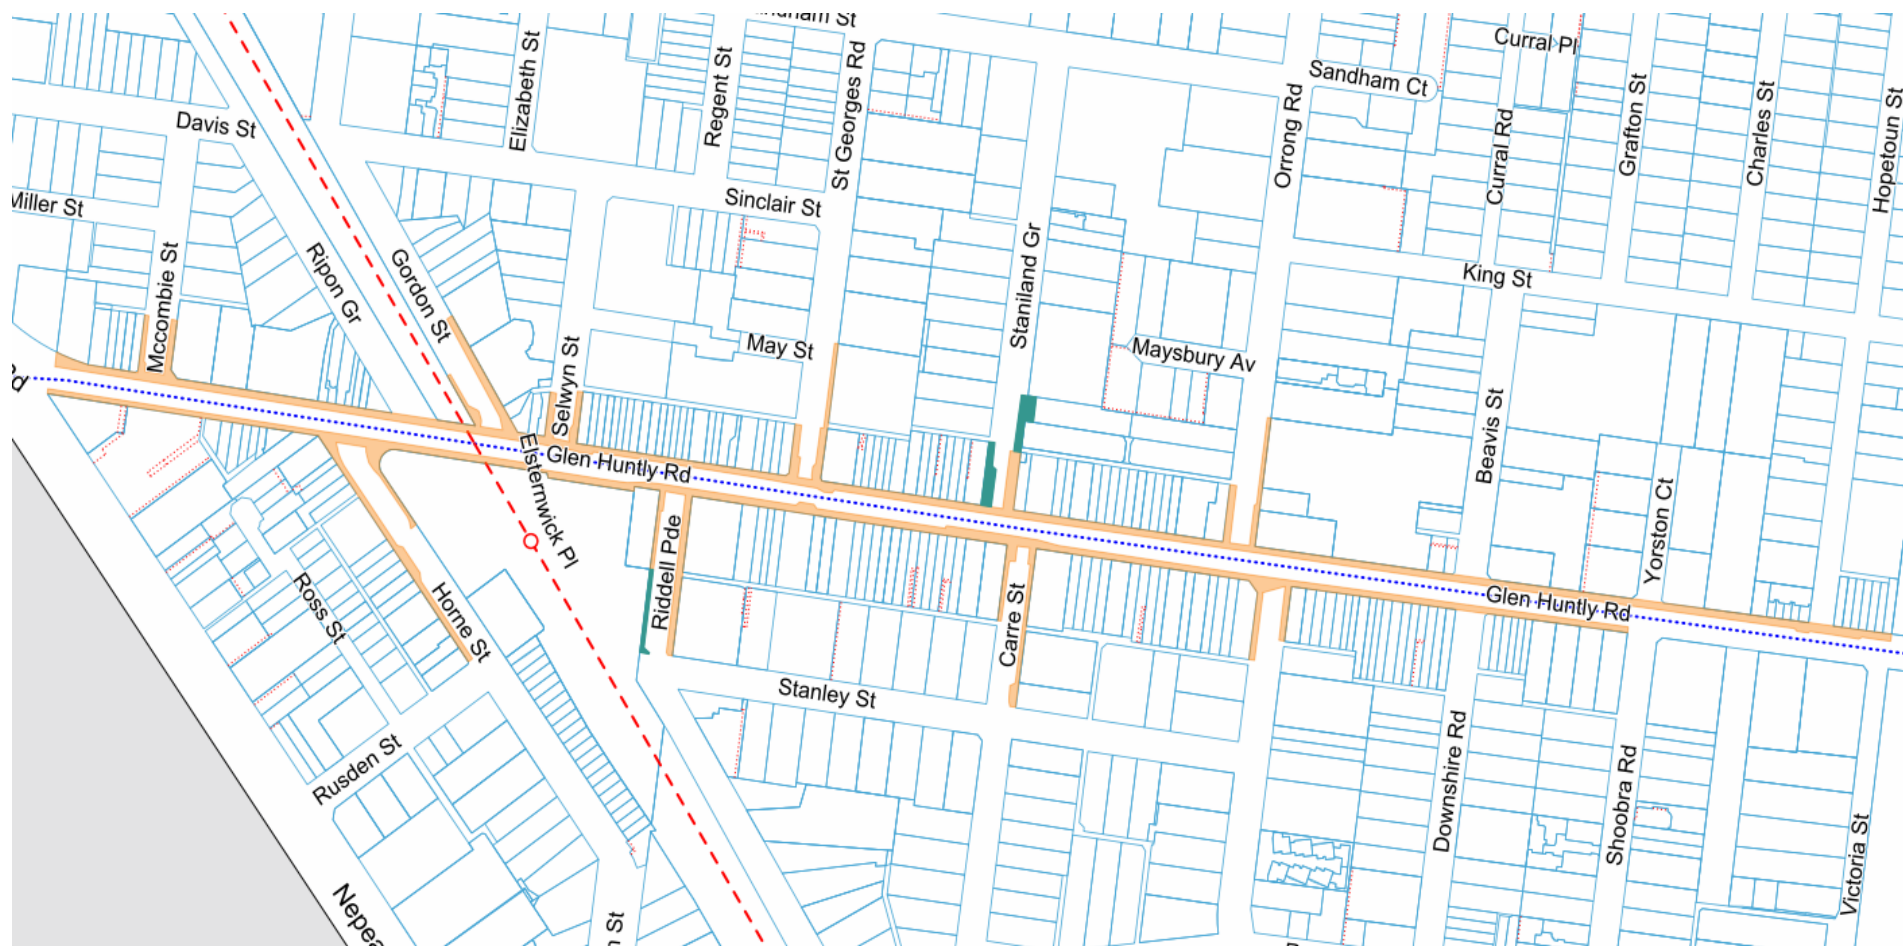 Curral Pl
Sandham Ct
Elizabeth St
Regent St
St Georges Rd
Orrong Rd
Curral Rd
Grafton St
Charles St
Hopetoun St
Davis St
Miller St
Sinclair St
Mccombie St
Ripon Gr
Gordon St
Staniland Gr
King St
Selwyn St
May St
Maysbury Av
Beavis St
Elsternwick Pl
Glen Huntly Rd
Riddell Pde
Yorston Ct
Glen Huntly Rd
Ross St
Horne St
Carre St
Stanley St
Rusden St
Downshire Rd
Shoobra Rd
Victoria St